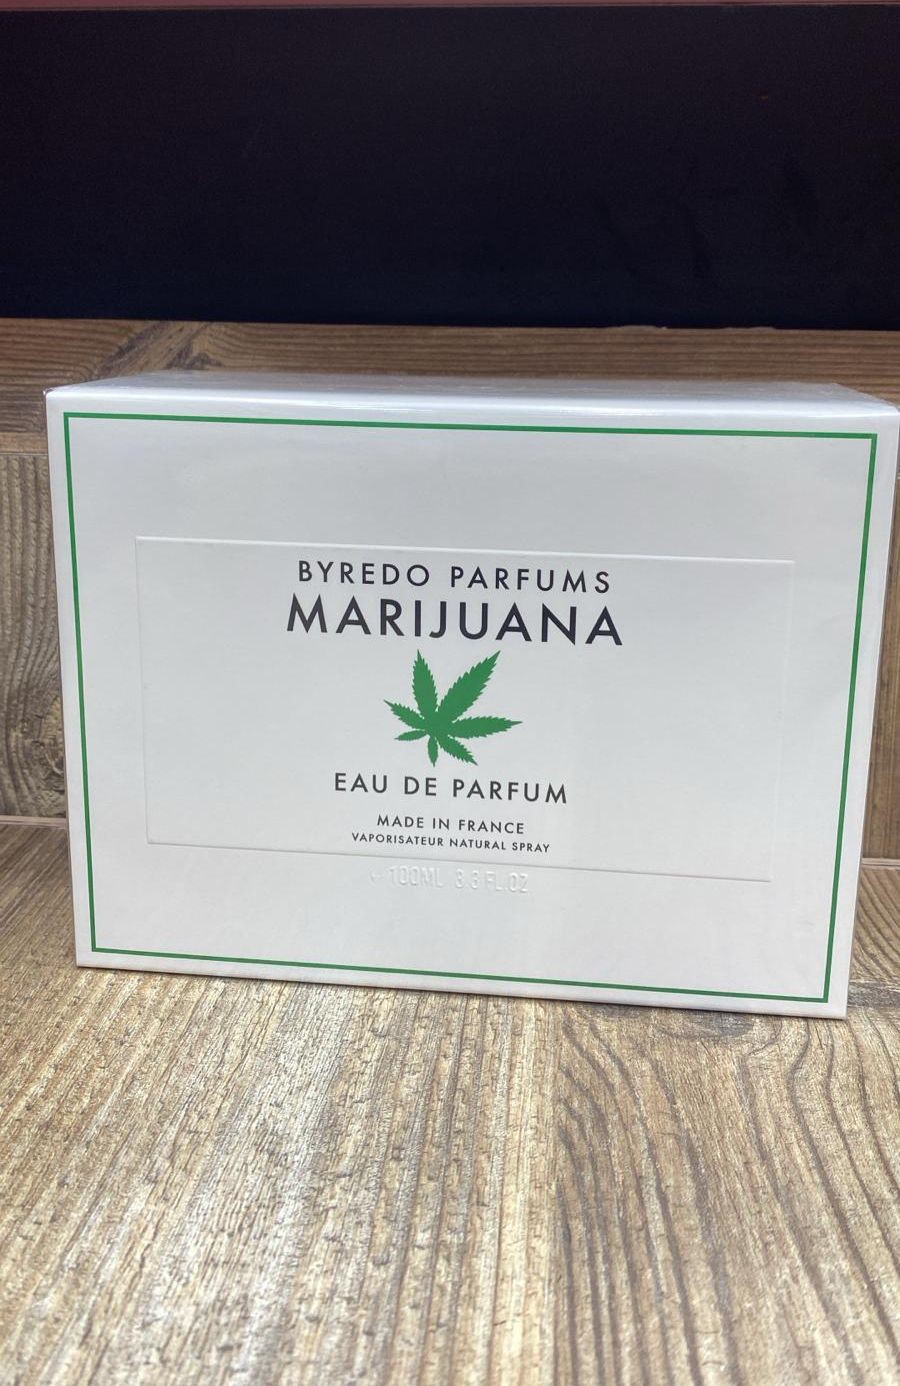 BYREDO PARFUMS
MARIJUANA
EAU DE PARFUM
MADE IN FRANCE
VAPORISATEUR NATURAL SPRAY
100ML 3.3 FL.OZ